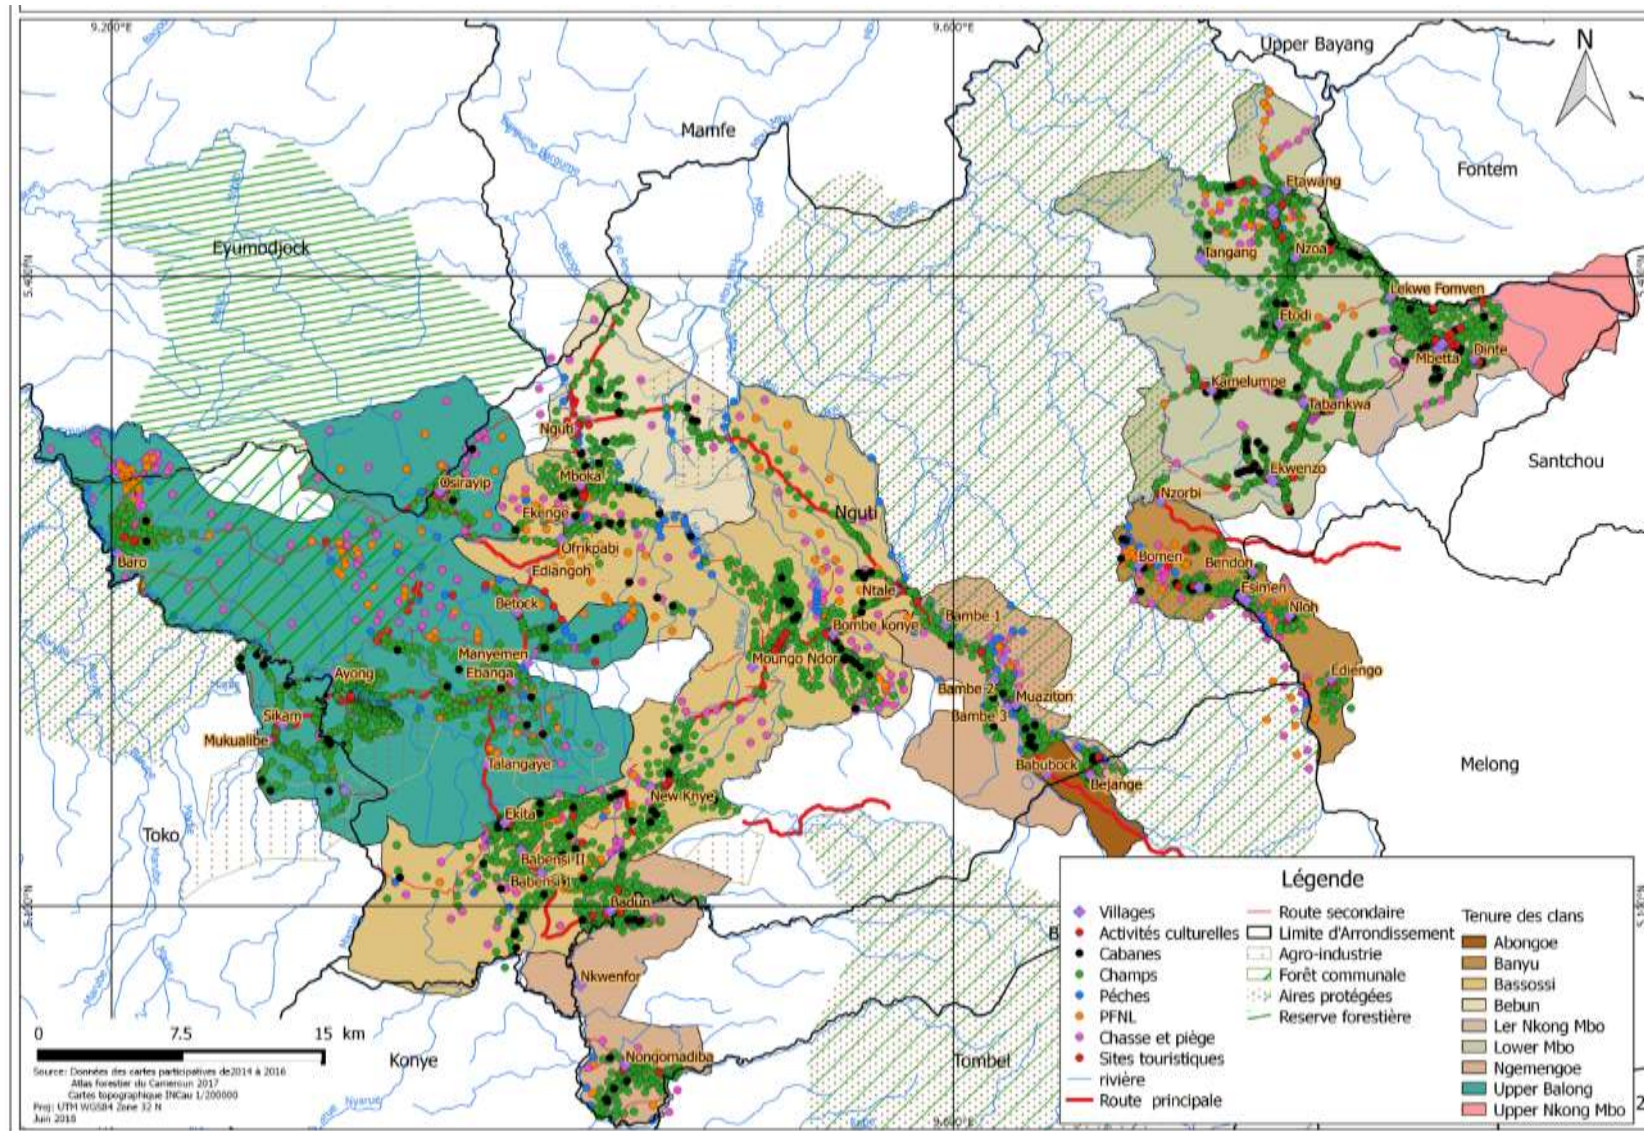 9.200°E
9.600°E
Upper Bayang
N
Mamfe
Fontem
Eyumodjock
Etawang
Tangang
Nzoa
Lekwe Fomven
Etodi
Mbetta
Dinte
Kamelumpe
Tabankwa
Nguti
Santchou
Ekwenzo
Mboka
Osirayip
Nzorbi
Ekenge
Nguti
Ofrikpabi
Baro
Bomen
Bendoh
Ediangoh
Esimen
Ntale
Betock
Nloh
Bambe 1
Bombe konye
Manyemen
Moungo Ndor
Ediengo
Ayong
Ebanga
Bambe 2
Muaziton
Sikam
Bambe 3
Mukualibe
Talangaye
Babubock
Melong
Bejange
New Knye
Ekita
Toko
Babensi II
Babensi I
Badun
Nkwenfor
Konye
Nongomadiba
Tombel
9.600°E
Légende
Villages
Activités culturelles
Cabanes
Champs
Pêches
PFNL
Chasse et piège
Sites touristiques
rivière
Route principale
Route secondaire
Limite d'Arrondissement
Agro-industrie
Forêt communale
Aires protégées
Reserve forestière
Tenure des clans
Abongoe
Banyu
Bassossi
Bebun
Ler Nkong Mbo
Lower Mbo
Ngemengoe
Upper Balong
Upper Nkong Mbo
0 7.5 15 km
Source: Données des cartes participatives de2014 à 2016
Atlas forestier du Cameroun 2017
Cartes topographique INCau 1/200000
Proj: UTM WGS84 Zone 32 N
Juin 2018